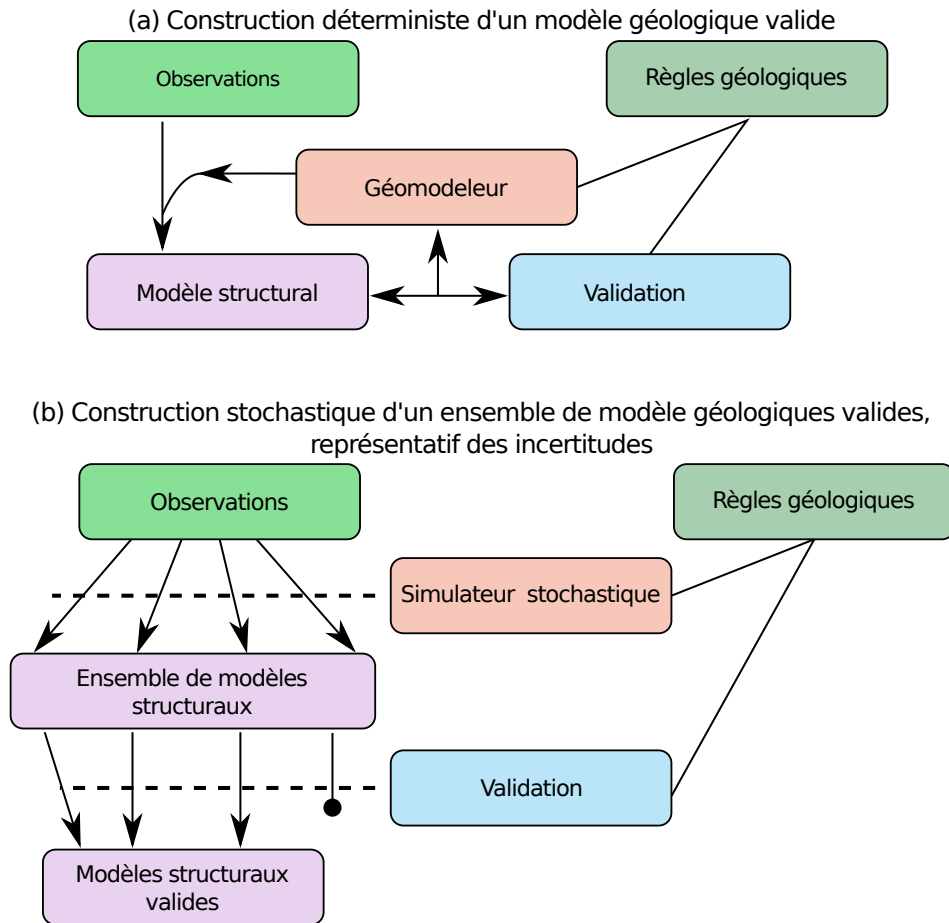 (a) Construction déterministe d'un modèle géologique valide
Observations
Règles géologiques
Géomodeleur
Modèle structural
Validation
(b) Construction stochastique d'un ensemble de modèle géologiques valides,
représentatif des incertitudes
Observations
Règles géologiques
Simulateur stochastique
Ensemble de modèles
structuraux
Validation
Modèles structuraux
valides